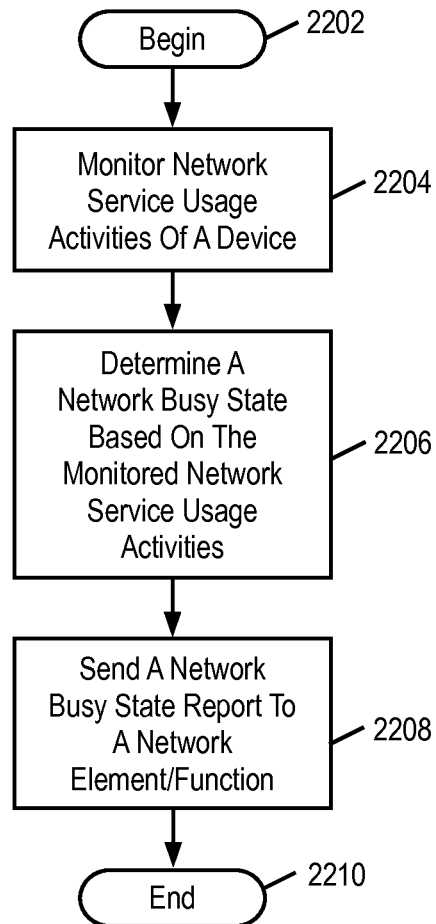 Begin
2202
Monitor Network
Service Usage
Activities Of A Device
2204
Determine A
Network Busy State
Based On The
Monitored Network
Service Usage
Activities
2206
Send A Network
Busy State Report To
A Network
Element/Function
2208
End
2210